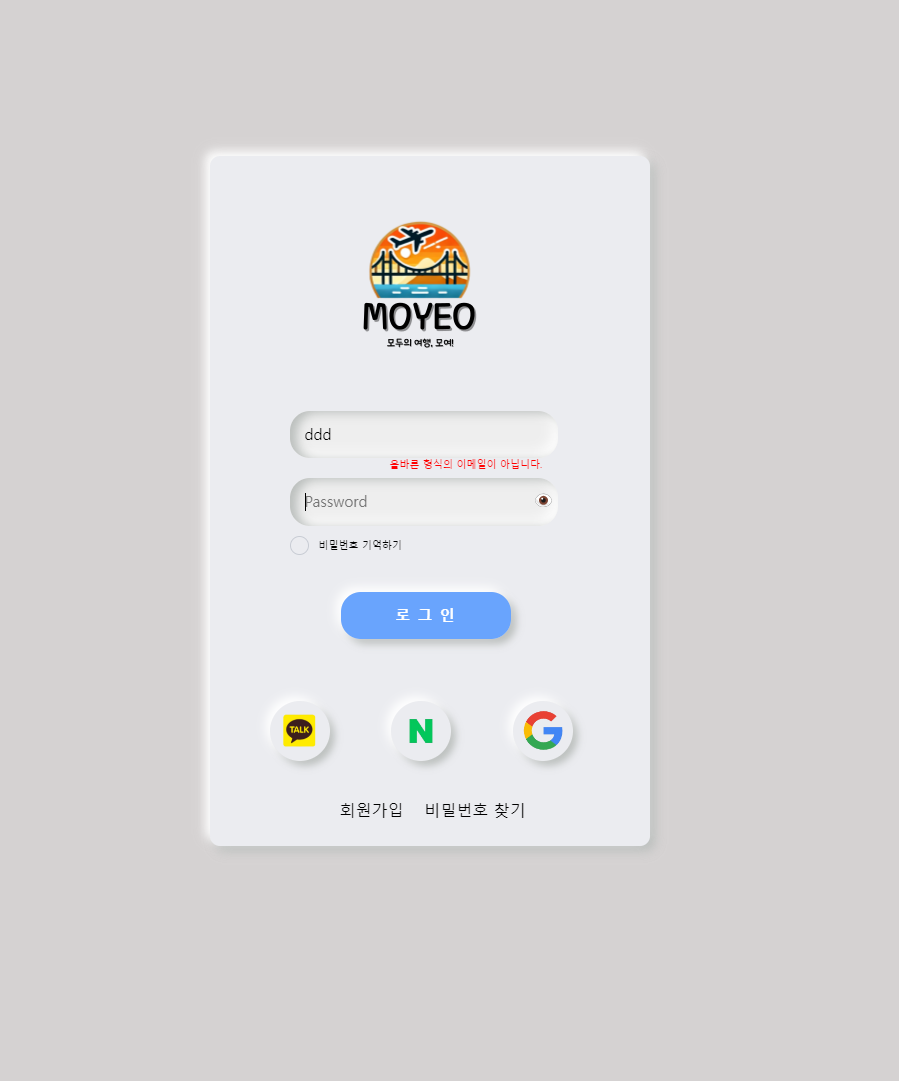 MOYEO
모두의 여행, 모여!
ddd
올바른 형식의 이메일이 아닙니다.
Password
비밀번호 기억하기
로그인
TALK
N
G
회원가입 비밀번호 찾기